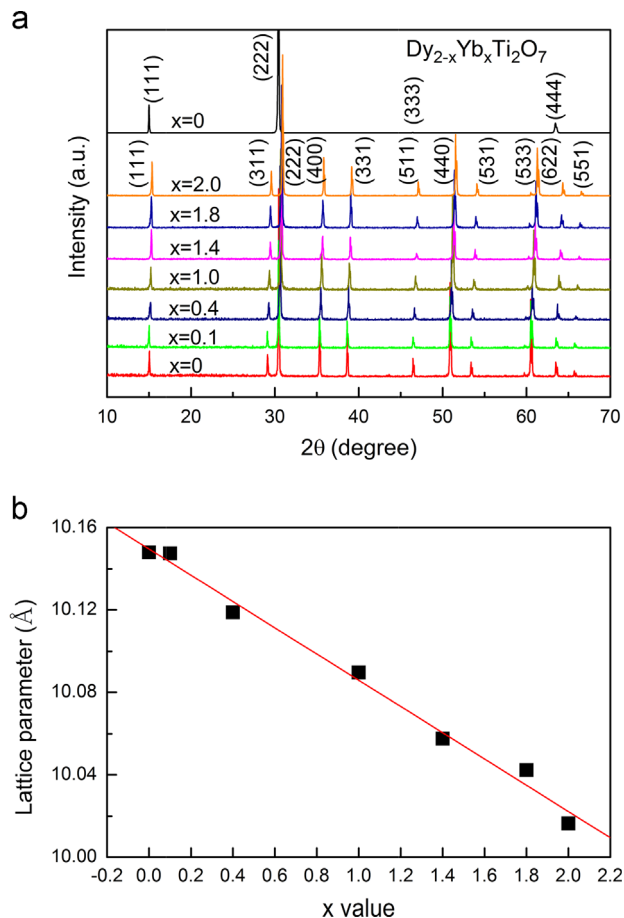 a
Dy₂₋ₓYbₓTi₂O₇
(111)
(222)
(333)
(444)
x=0
(111)
(311)
(222)
(400)
(331)
(511)
(440)
(531)
(533)
(622)
(551)
x=2.0
x=1.8
x=1.4
x=1.0
x=0.4
x=0.1
x=0
Intensity (a.u.)
10 20 30 40 50 60 70
2θ (degree)
b
10.16
10.12
10.08
10.04
10.00
Lattice parameter (Å)
-0.2 0.0 0.2 0.4 0.6 0.8 1.0 1.2 1.4 1.6 1.8 2.0 2.2
x value